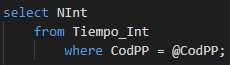 select NInt
from Tiempo_Int
where CodPP = @CodPP;